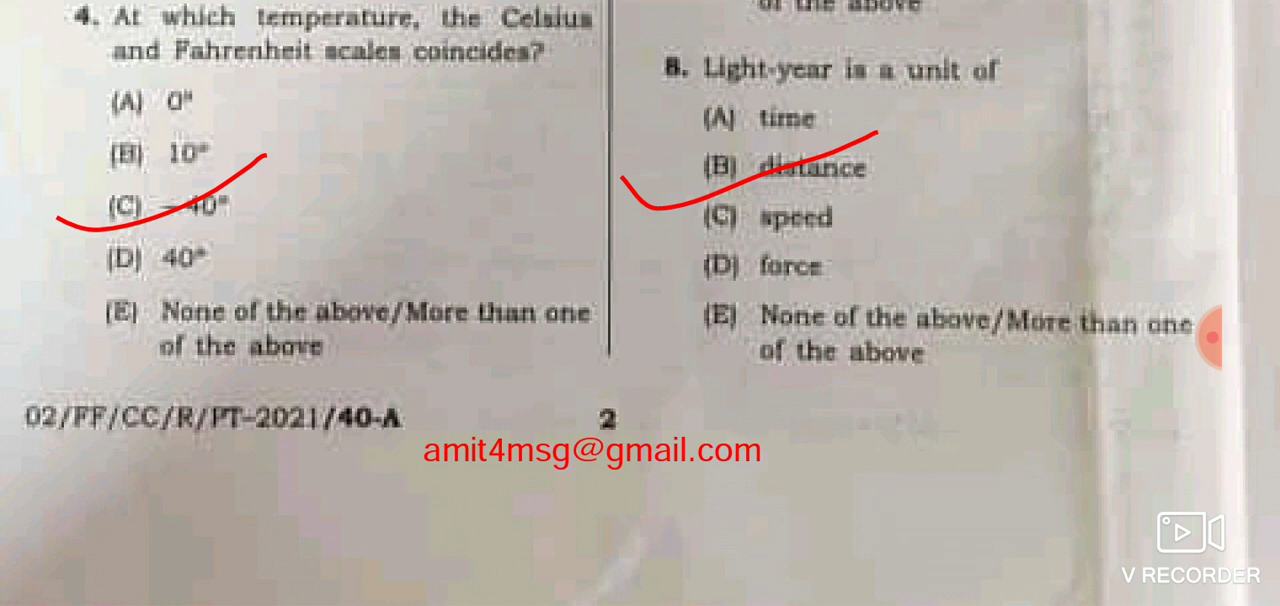 4. At which temperature, the Celsius
and Fahrenheit scales coincides?
(A) 0°
(B) 10°
(C) –40°
(D) 40°
(E) None of the above/More than one
of the above
02/FF/CC/R/PT–2021/40-A
of the above
8. Light-year is a unit of
(A) time
(B) distance
(C) speed
(D) force
(E) None of the above/More than one
of the above
2
amit4msg@gmail.com
V RECORDER